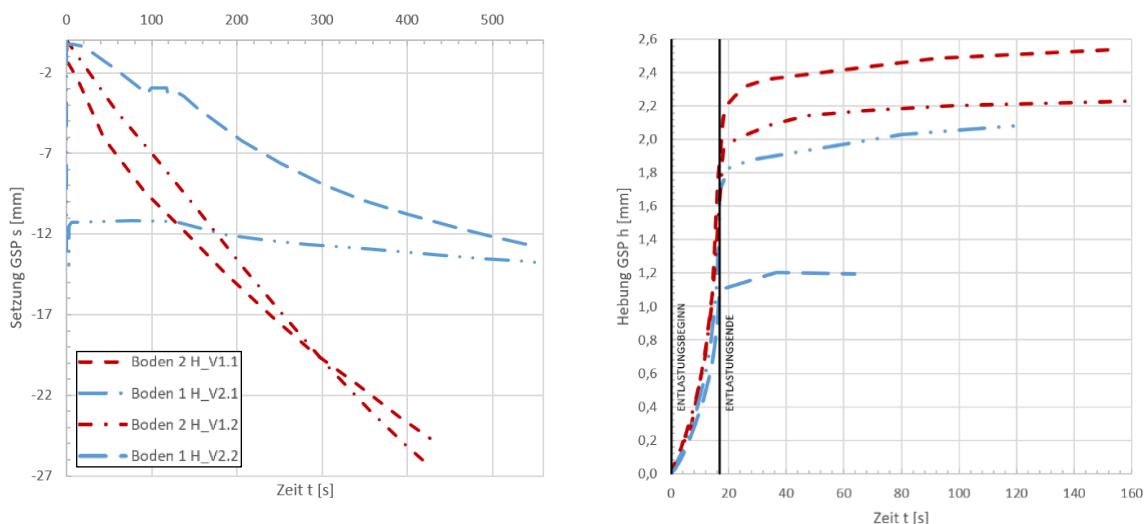 0 100 200 300 400 500
-2
-7
-12
-17
-22
-27
Setzung GSP s [mm]
Boden 2 H_V1.1
Boden 1 H_V2.1
Boden 2 H_V1.2
Boden 1 H_V2.2
Zeit t [s]
2,6
2,4
2,2
2,0
1,8
1,6
1,4
1,2
1,0
0,8
0,6
0,4
0,2
0,0
Hebung GSP h [mm]
ENTLASTUNGSBEGINN
ENTLASTUNGSENDE
0 20 40 60 80 100 120 140 160
Zeit t [s]